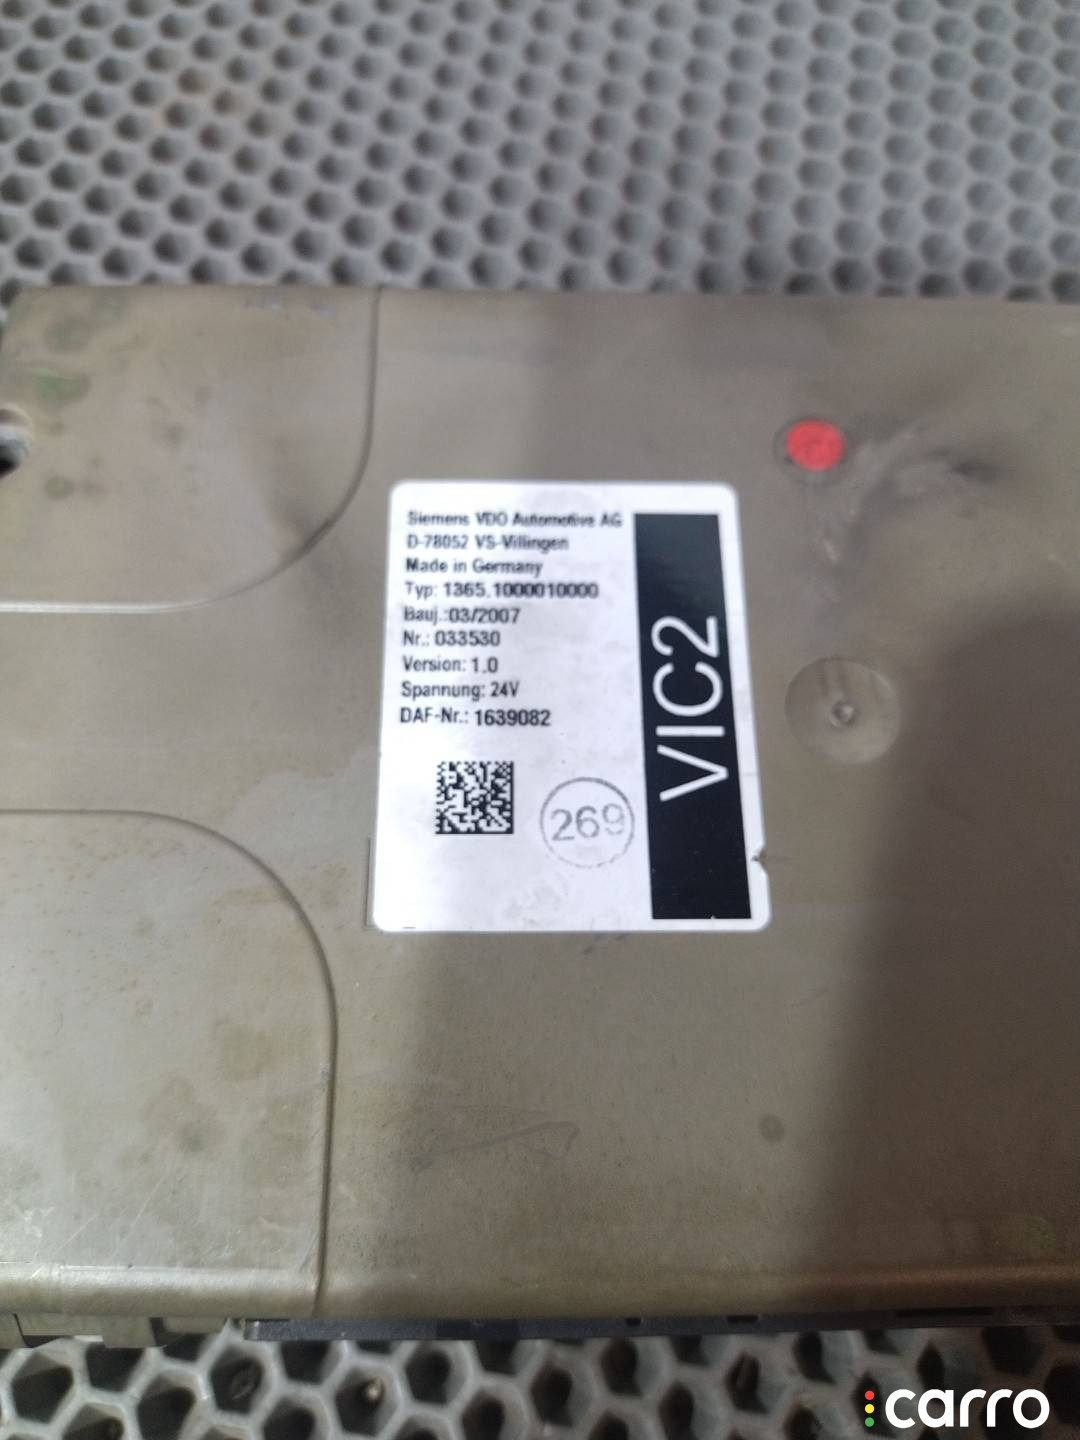 Siemens VDO Automotive AG
D-78052 VS-Villingen
Made in Germany
Typ: 1365.1000010000
Bauj.:03/2007
Nr.: 033530
Version: 1.0
Spannung: 24V
DAF-Nr.: 1639082
269
VIC2
carro